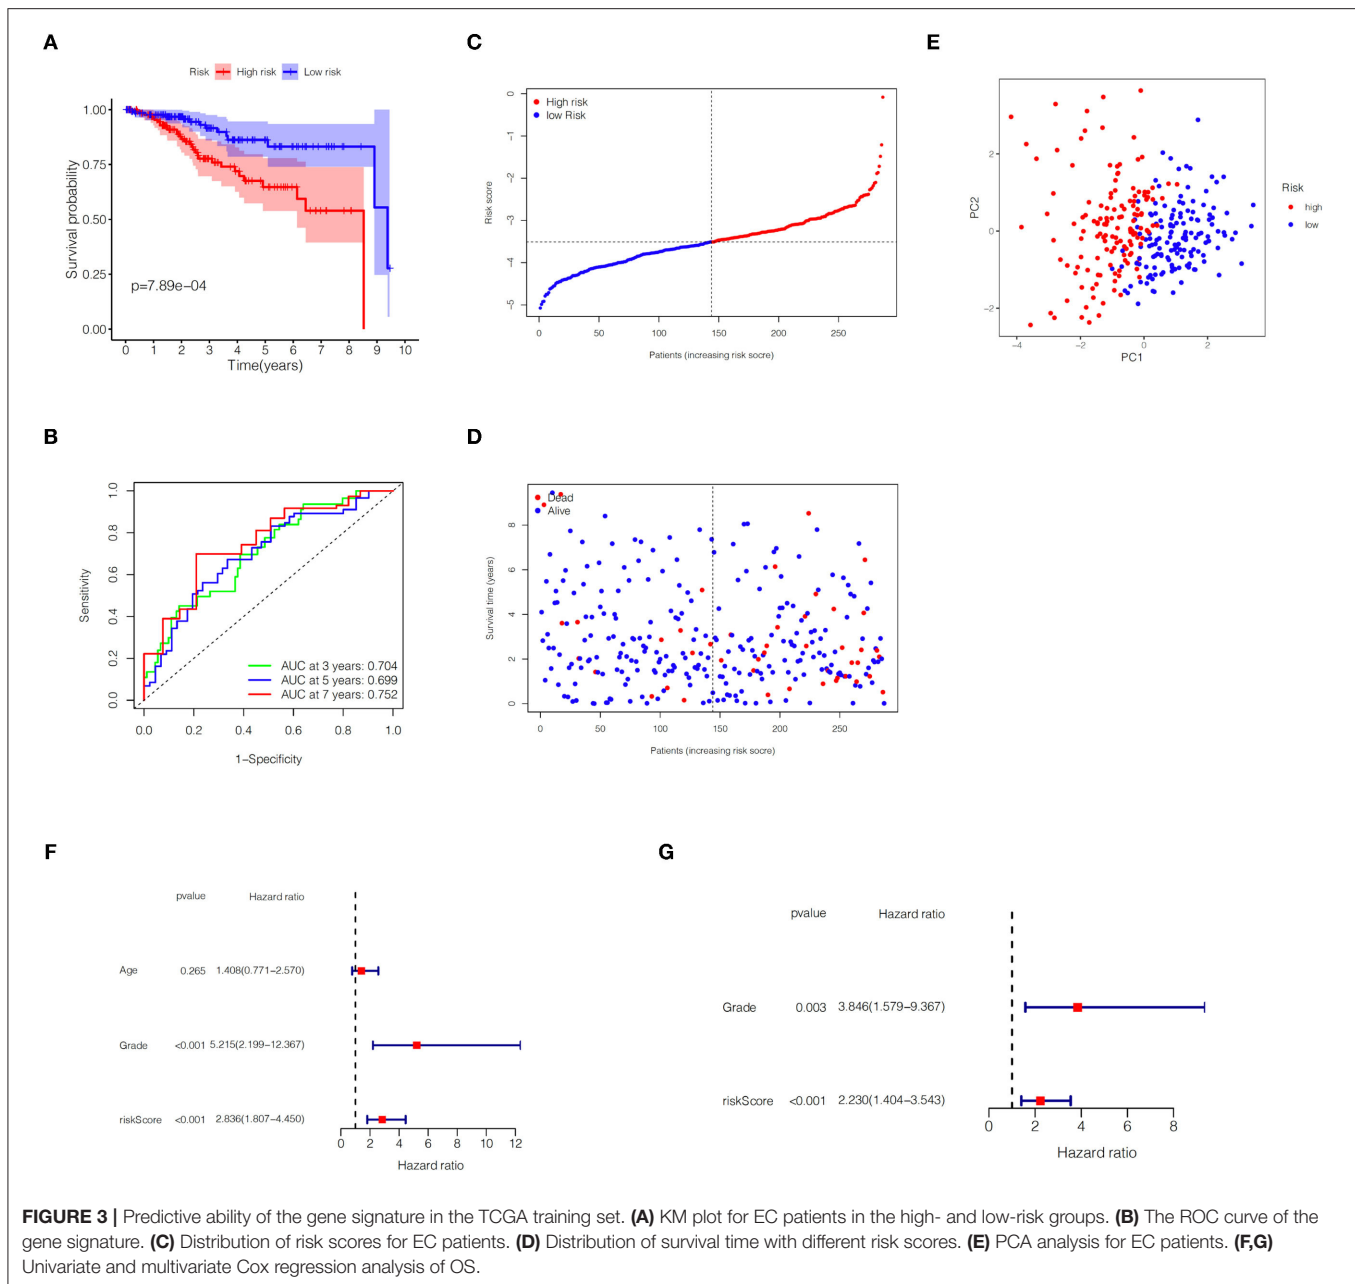 A
Risk High risk Low risk
1.00
0.75
0.50
0.25
0.00
Survival probability
p=7.89e−04
0 1 2 3 4 5 6 7 8 9 10
Time(years)
C
High risk
low Risk
0
−1
−2
−3
−4
−5
Risk score
0 50 100 150 200 250
Patients (increasing risk socre)
E
2
0
−2
PC2
−4 −2 0 2
PC1
Risk
high
low
B
1.0
0.8
0.6
0.4
0.2
0.0
Sensitivity
AUC at 3 years: 0.704
AUC at 5 years: 0.699
AUC at 7 years: 0.752
0.0 0.2 0.4 0.6 0.8 1.0
1−Specificity
D
Dead
Alive
8
6
4
2
0
Survival time (years)
0 50 100 150 200 250
Patients (increasing risk socre)
F
pvalue Hazard ratio
Age 0.265 1.408(0.771−2.570)
Grade <0.001 5.215(2.199−12.367)
riskScore <0.001 2.836(1.807−4.450)
0 2 4 6 8 10 12
Hazard ratio
G
pvalue Hazard ratio
Grade 0.003 3.846(1.579−9.367)
riskScore <0.001 2.230(1.404−3.543)
0 2 4 6 8
Hazard ratio
FIGURE 3 | Predictive ability of the gene signature in the TCGA training set. (A) KM plot for EC patients in the high- and low-risk groups. (B) The ROC curve of the
gene signature. (C) Distribution of risk scores for EC patients. (D) Distribution of survival time with different risk scores. (E) PCA analysis for EC patients. (F,G)
Univariate and multivariate Cox regression analysis of OS.